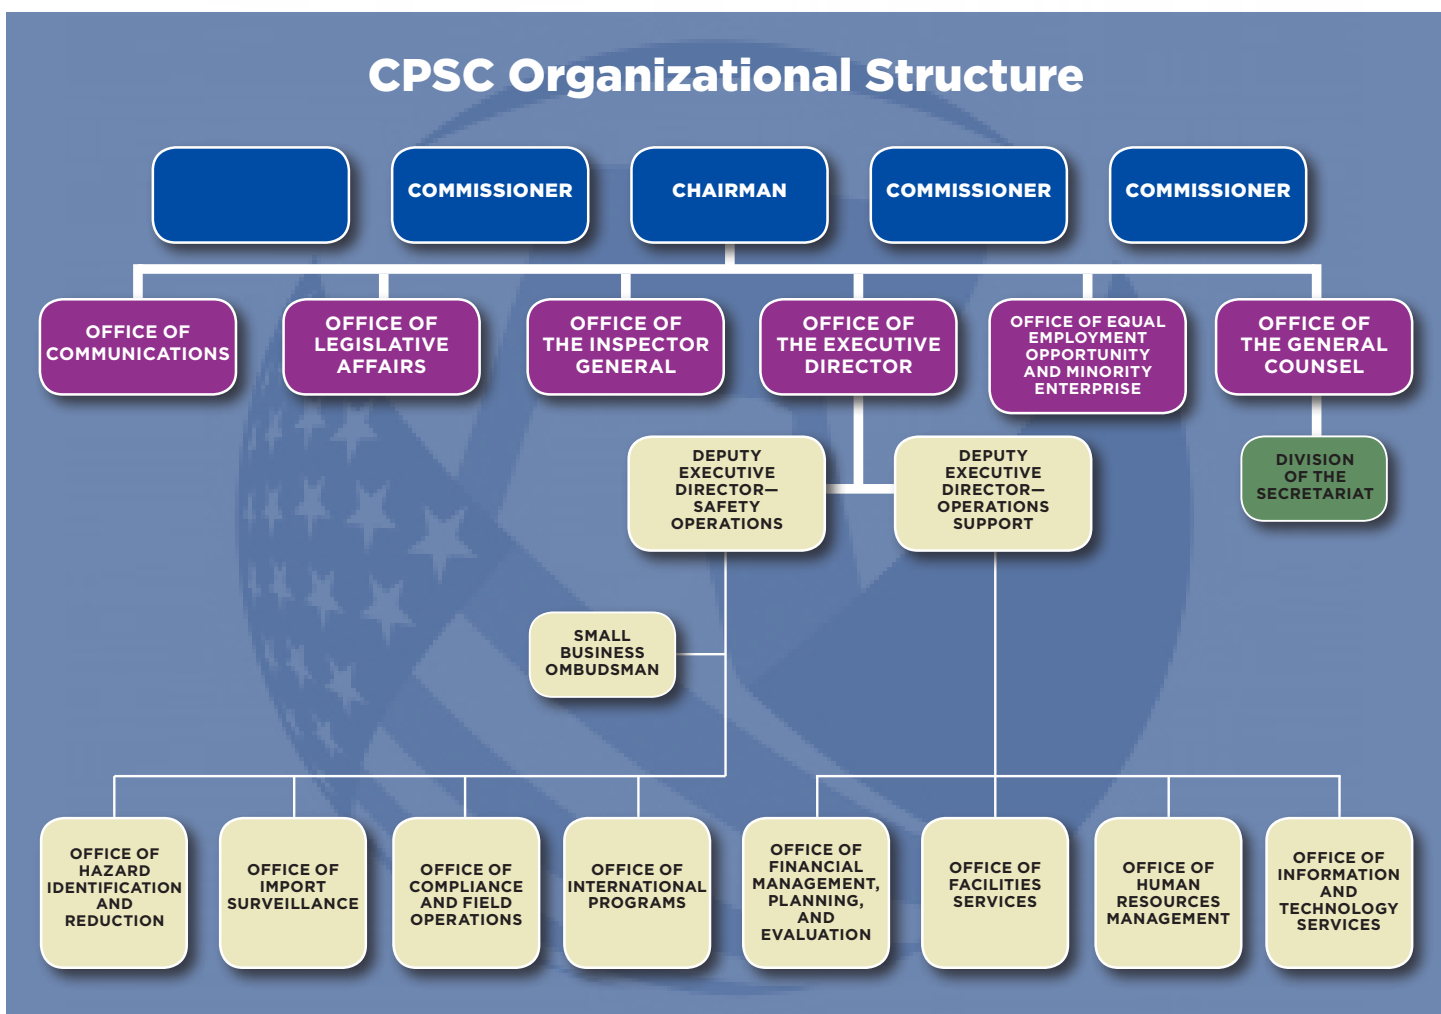 CPSC Organizational Structure
COMMISSIONER
CHAIRMAN
COMMISSIONER
COMMISSIONER
OFFICE OF
COMMUNICATIONS
OFFICE OF
LEGISLATIVE
AFFAIRS
OFFICE OF
THE INSPECTOR
GENERAL
OFFICE OF
THE EXECUTIVE
DIRECTOR
OFFICE OF EQUAL
EMPLOYMENT
OPPORTUNITY
AND MINORITY
ENTERPRISE
OFFICE OF
THE GENERAL
COUNSEL
DEPUTY
EXECUTIVE
DIRECTOR—
SAFETY
OPERATIONS
DEPUTY
EXECUTIVE
DIRECTOR—
OPERATIONS
SUPPORT
DIVISION
OF THE
SECRETARIAT
SMALL
BUSINESS
OMBUDSMAN
OFFICE OF
HAZARD
IDENTIFICATION
AND
REDUCTION
OFFICE OF
IMPORT
SURVEILLANCE
OFFICE OF
COMPLIANCE
AND FIELD
OPERATIONS
OFFICE OF
INTERNATIONAL
PROGRAMS
OFFICE OF
FINANCIAL
MANAGEMENT,
PLANNING,
AND
EVALUATION
OFFICE OF
FACILITIES
SERVICES
OFFICE OF
HUMAN
RESOURCES
MANAGEMENT
OFFICE OF
INFORMATION
AND
TECHNOLOGY
SERVICES